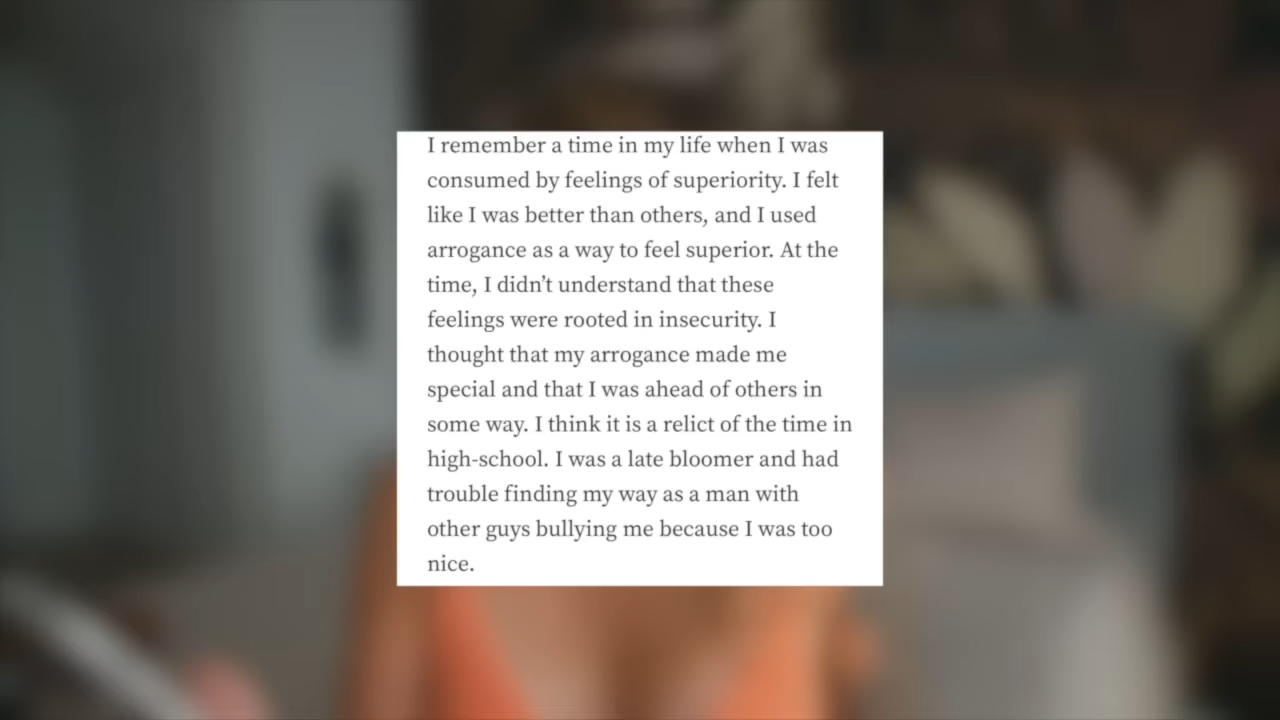 I remember a time in my life when I was
consumed by feelings of superiority. I felt
like I was better than others, and I used
arrogance as a way to feel superior. At the
time, I didn’t understand that these
feelings were rooted in insecurity. I
thought that my arrogance made me
special and that I was ahead of others in
some way. I think it is a relict of the time in
high-school. I was a late bloomer and had
trouble finding my way as a man with
other guys bullying me because I was too
nice.